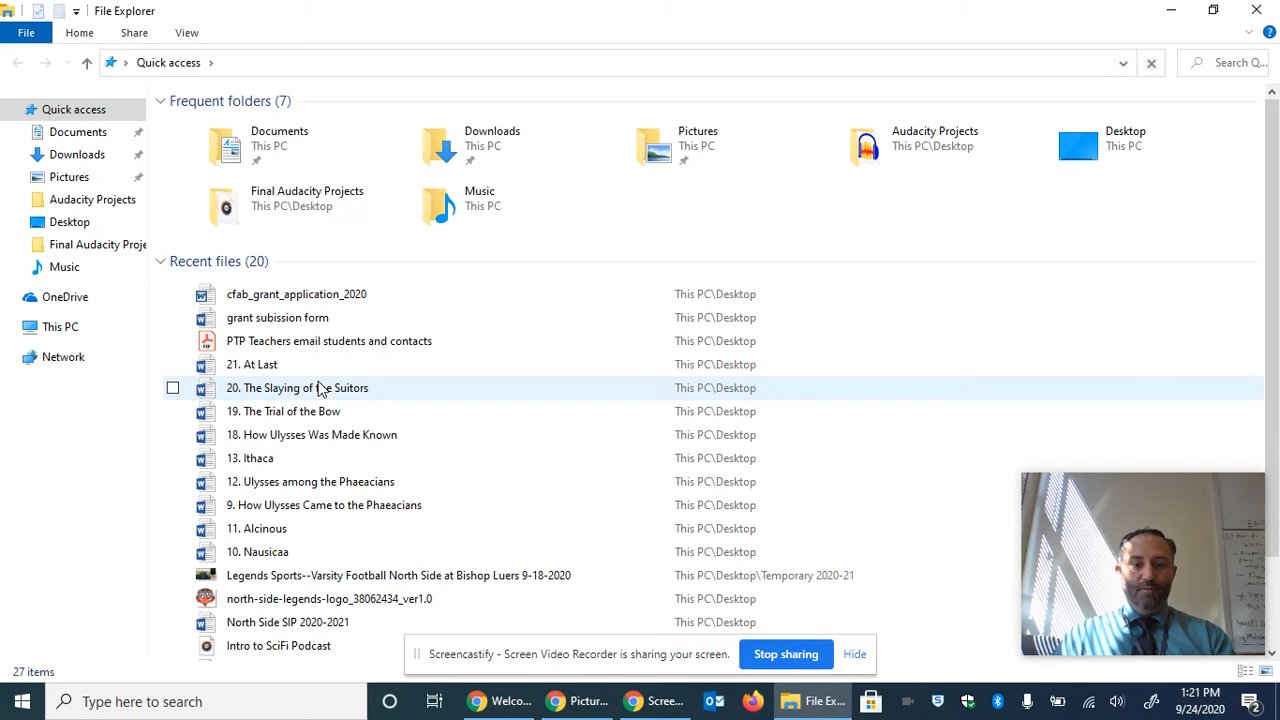 File Explorer
File Home Share View
Quick access Search Q...
Quick access
Documents
Downloads
Pictures
Audacity Projects
Desktop
Final Audacity Proje
Music
OneDrive
This PC
Network
Frequent folders (7)
Documents
This PC
Downloads
This PC
Pictures
This PC
Audacity Projects
This PC\Desktop
Desktop
This PC
Final Audacity Projects
This PC\Desktop
Music
This PC
Recent files (20)
cfab_grant_application_2020 This PC\Desktop
grant subission form This PC\Desktop
PTP Teachers email students and contacts This PC\Desktop
21. At Last This PC\Desktop
20. The Slaying of the Suitors This PC\Desktop
19. The Trial of the Bow This PC\Desktop
18. How Ulysses Was Made Known This PC\Desktop
13. Ithaca This PC\Desktop
12. Ulysses among the Phaeacians This PC\Desktop
9. How Ulysses Came to the Phaeacians This PC\Desktop
11. Alcinous This PC\Desktop
10. Nausicaa This PC\Desktop
Legends Sports--Varsity Football North Side at Bishop Luers 9-18-2020 This PC\Desktop\Temporary 2020-21
north-side-legends-logo_38062434_ver1.0 This PC\Desktop
North Side SIP 2020-2021
Intro to SciFi Podcast
Screencastify - Screen Video Recorder is sharing your screen. Stop sharing Hide
27 items
Type here to search
Welco...
Pictur...
Scree...
File Ex...
1:21 PM
9/24/2020
2